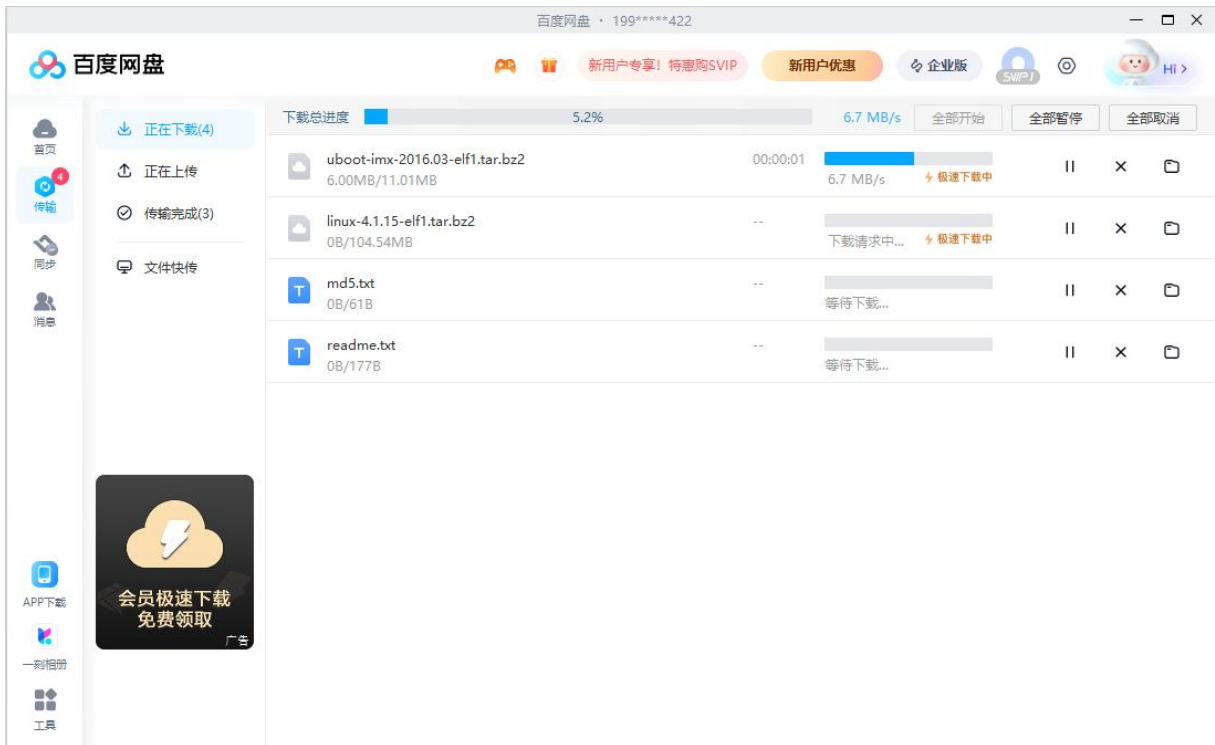 百度网盘 · 199*****422
百度网盘
新用户专享！特惠购SVIP
新用户优惠
企业版
SVIP1
Hi >
首页
4
传输
同步
消息
APP下载
一刻相册
工具
正在下载(4)
正在上传
传输完成(3)
文件快传
会员极速下载
免费领取
广告
下载总进度 5.2% 6.7 MB/s 全部开始 全部暂停 全部取消
uboot-imx-2016.03-elf1.tar.bz2 00:00:01
6.00MB/11.01MB 6.7 MB/s 极速下载中
linux-4.1.15-elf1.tar.bz2 --
0B/104.54MB 下载请求中... 极速下载中
md5.txt --
0B/61B 等待下载...
readme.txt --
0B/177B 等待下载...